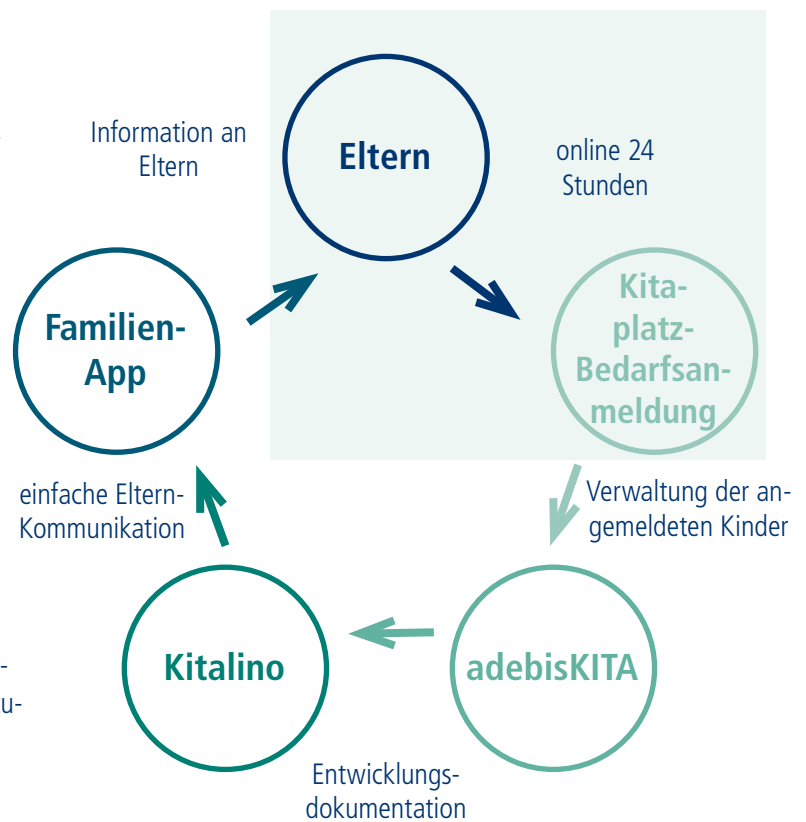 Information an
Eltern
Eltern
online 24
Stunden
Kita-
platz-
Bedarfsan-
meldung
Verwaltung der an-
gemeldeten Kinder
adebisKITA
Entwicklungs-
dokumentation
Kitalino
einfache Eltern-
Kommunikation
Familien-
App
-
u-